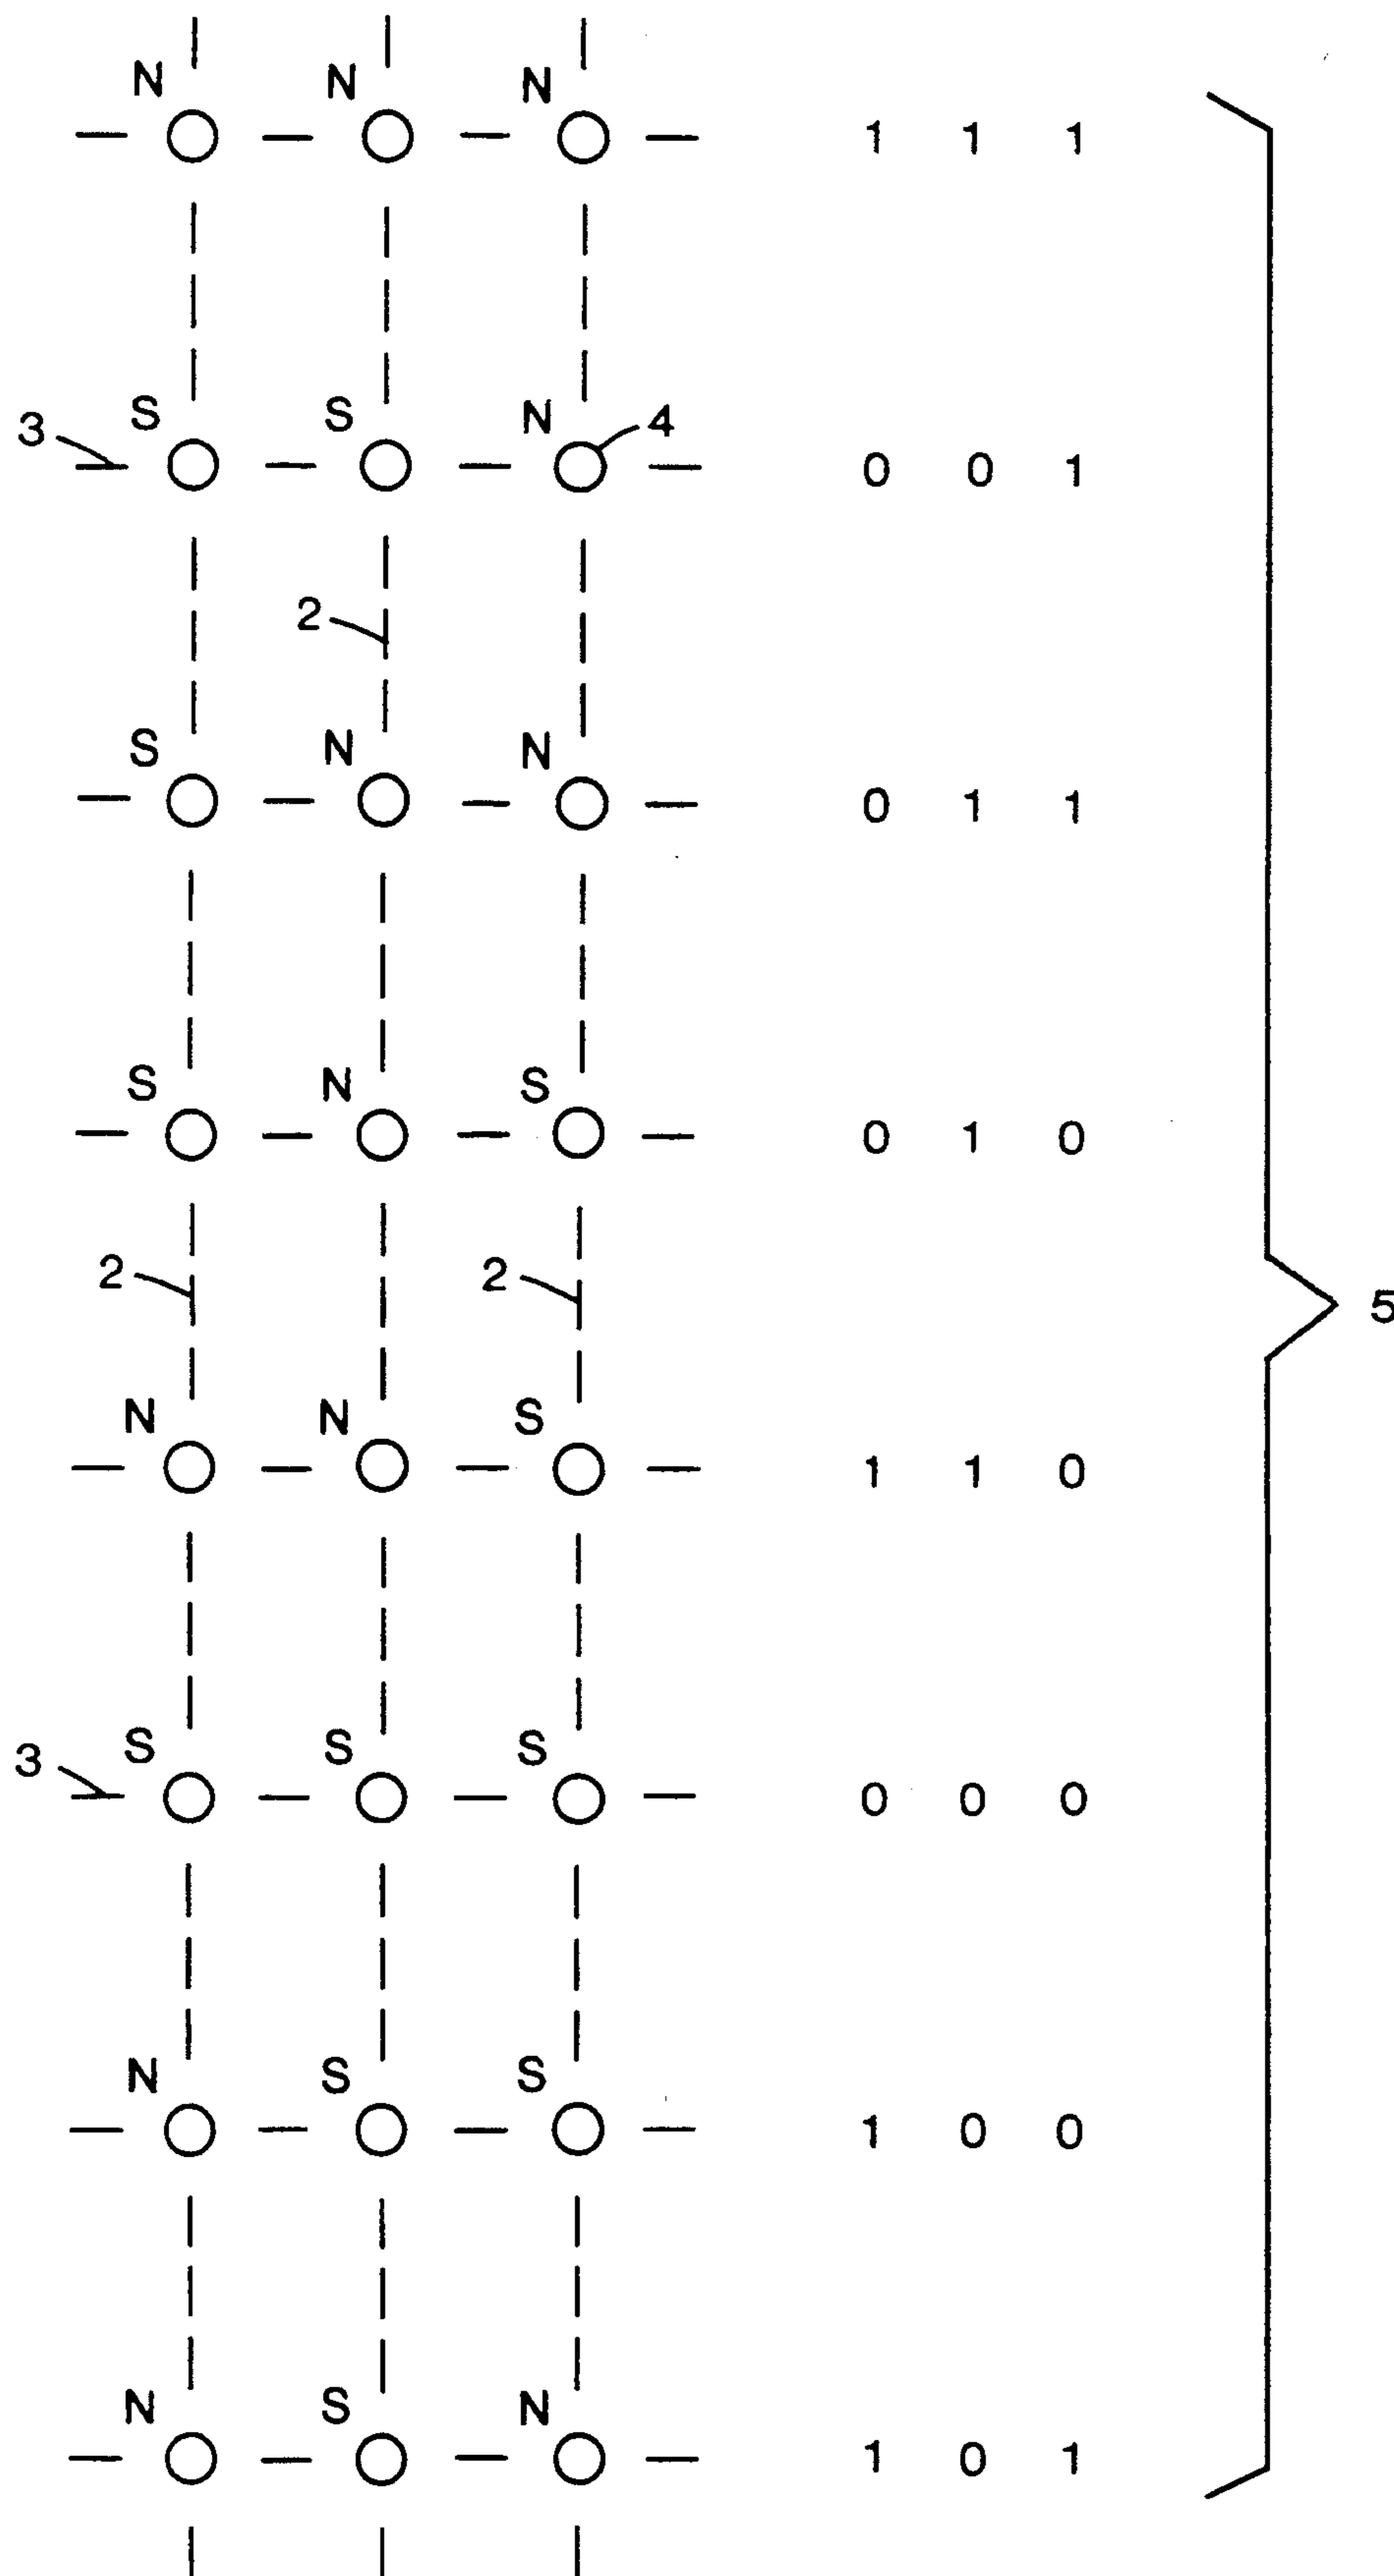 N N N
1 1 1
S S N
3 4
0 0 1
2
S N N
0 1 1
S N S
0 1 0
2 2
5
N N S
1 1 0
S S S
3
0 0 0
N S S
1 0 0
N S N
1 0 1